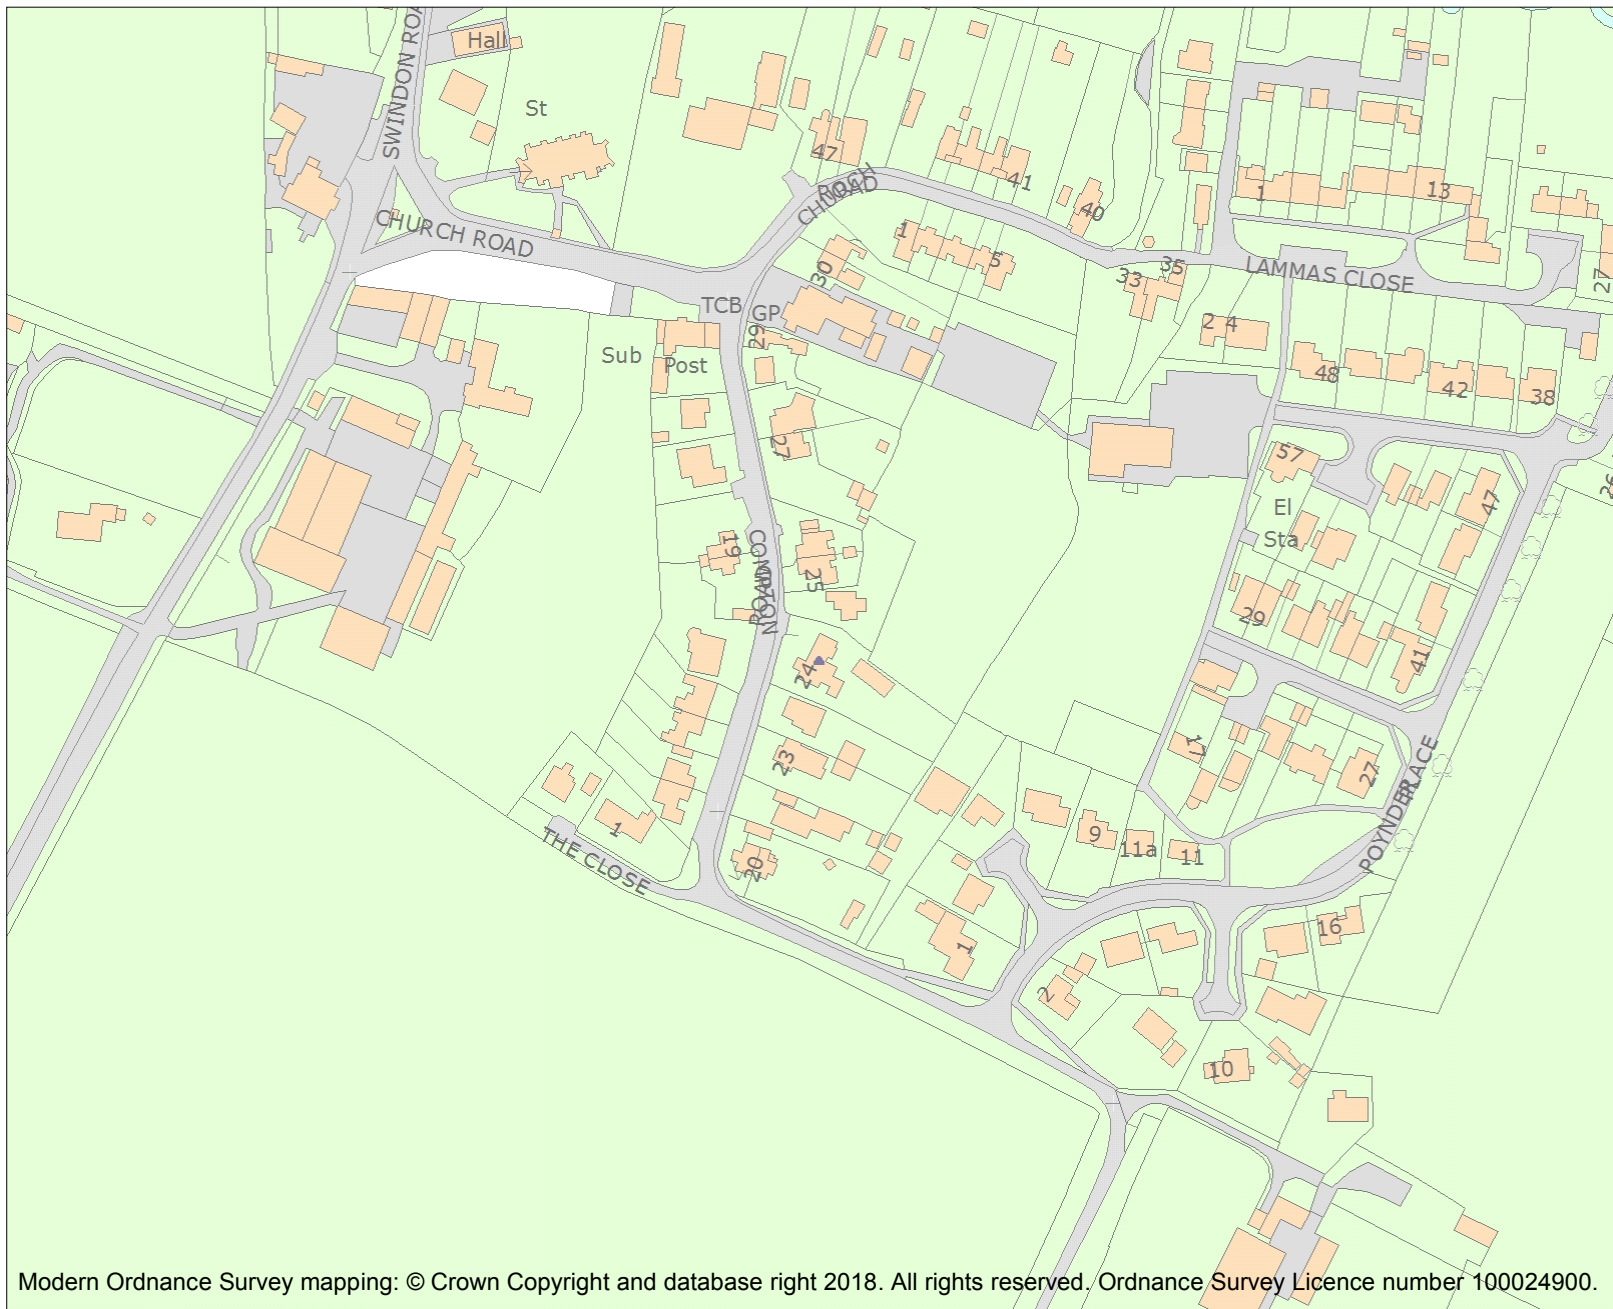 SWINDON ROA
Hall
St
47
CHURCH
ROAD
41
40
1
13
CHURCH ROAD
1
5
30
33
35
LAMMAS CLOSE
27
TCB
GP
29
2
4
Sub
Post
48
42
38
27
57
47
26
El
Sta
19
COMPTON
ROAD
25
29
41
24
17
23
27
POYNDER
PLACE
1
9
11a
11
THE CLOSE
20
1
16
2
10
Modern Ordnance Survey mapping: © Crown Copyright and database right 2018. All rights reserved. Ordnance Survey Licence number 100024900.